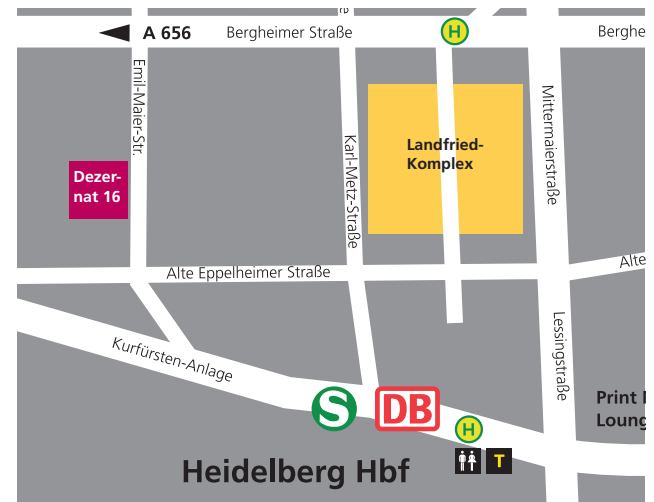 A 656
Bergheimer Straße
H
Berghe
Emil-Maier-Str.
Karl-Metz-Straße
Mittermaierstraße
Landfried-
Komplex
Dezer-
nat 16
Alte Eppelheimer Straße
Alte
Kurfürsten-Anlage
Lessingstraße
S
DB
H
T
Print
Loung
Heidelberg Hbf